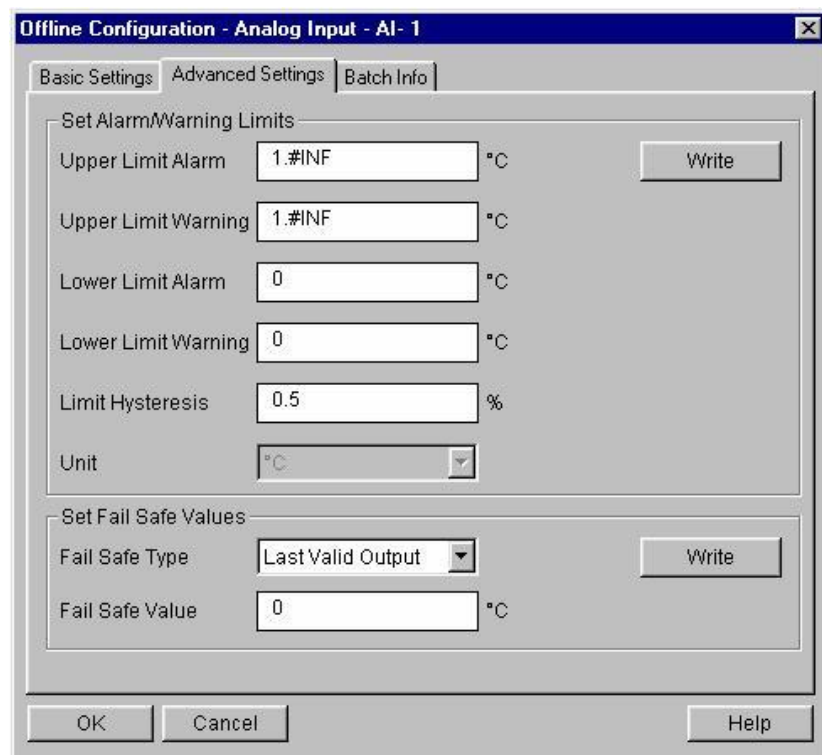 Offline Configuration - Analog Input - AI- 1
Basic Settings Advanced Settings Batch Info
Set Alarm/Warning Limits
Upper Limit Alarm 1.#INF °C Write
Upper Limit Warning 1.#INF °C
Lower Limit Alarm 0 °C
Lower Limit Warning 0 °C
Limit Hysteresis 0.5 %
Unit °C
Set Fail Safe Values
Fail Safe Type Last Valid Output Write
Fail Safe Value 0 °C
OK Cancel Help